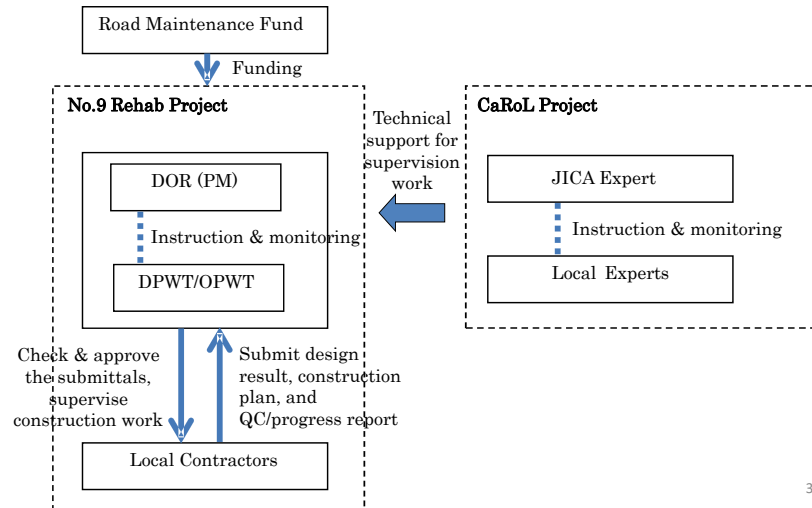 Road Maintenance Fund
Funding
No.9 Rehab Project
DOR (PM)
Instruction & monitoring
DPWT/OPWT
Check & approve
the submittals,
supervise
construction work
Submit design
result, construction
plan, and
QC/progress report
Local Contractors
Technical
support for
supervision
work
CaRoL Project
JICA Expert
Instruction & monitoring
Local Experts
3